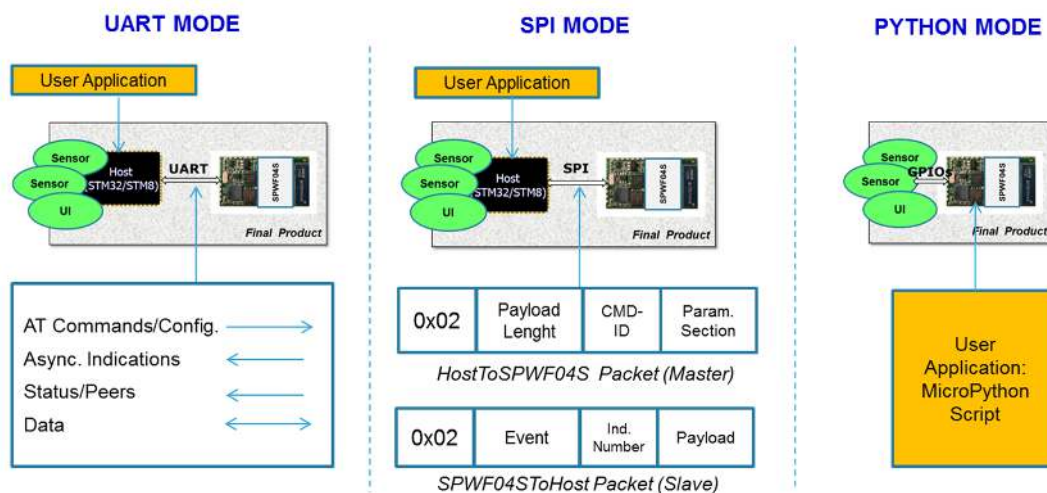 UART MODE
User Application
Sensor
Sensor
UI
Host
(STM32/STM8)
UART
SPWF04S
Final Product
AT Commands/Config.
Async. Indications
Status/Peers
Data
SPI MODE
User Application
Sensor
Sensor
UI
Host
(STM32/STM8)
SPI
SPWF04S
Final Product
0x02
Payload
Lenght
CMD-
ID
Param.
Section
HostToSPWF04S Packet (Master)
0x02
Event
Ind.
Number
Payload
SPWF04SToHost Packet (Slave)
PYTHON MODE
Sensor
Sensor
UI
GPIOs
SPWF04S
Final Product
User
Application:
MicroPython
Script